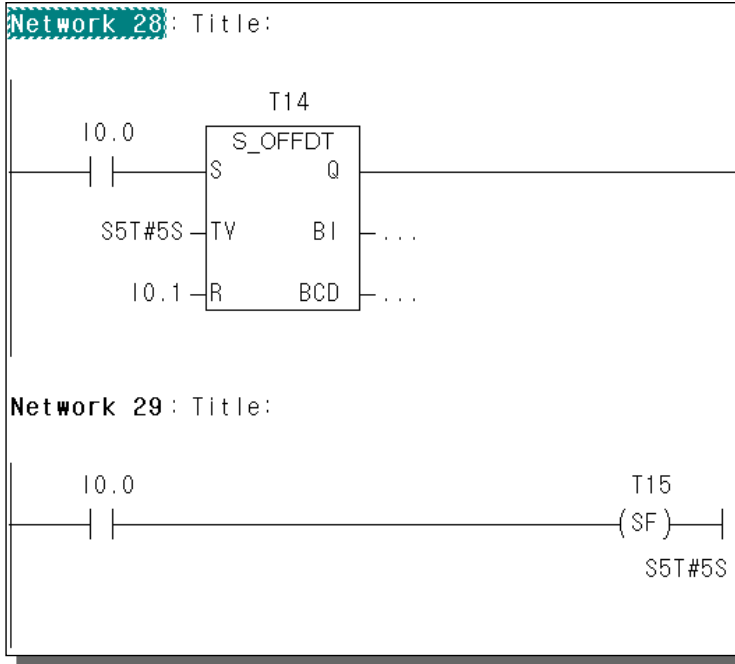 Network 28: Title:
T14
I0.0
S_OFFDT
S Q
S5T#5S TV BI ...
I0.1 R BCD ...
Network 29: Title:
I0.0 T15
(SF)
S5T#5S